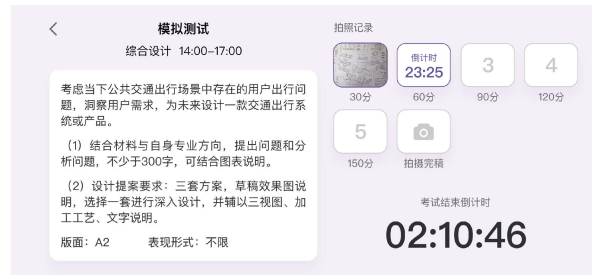 模拟测试
综合设计 14:00-17:00
考虑当下公共交通出行场景中存在的用户出行问
题，洞察用户需求，为未来设计一款交通出行系
统或产品。
（1）结合材料与自身专业方向，提出问题和分
析问题，不少于300字，可结合图表说明。
（2）设计提案要求：三套方案，草稿效果图说
明，选择一套进行深入设计，并辅以三视图、加
工工艺、文字说明。
版面：A2 表现形式：不限
拍照记录
倒计时
23:25
3
4
30分
60分
90分
120分
5
150分
拍摄完稿
考试结束倒计时
02:10:46